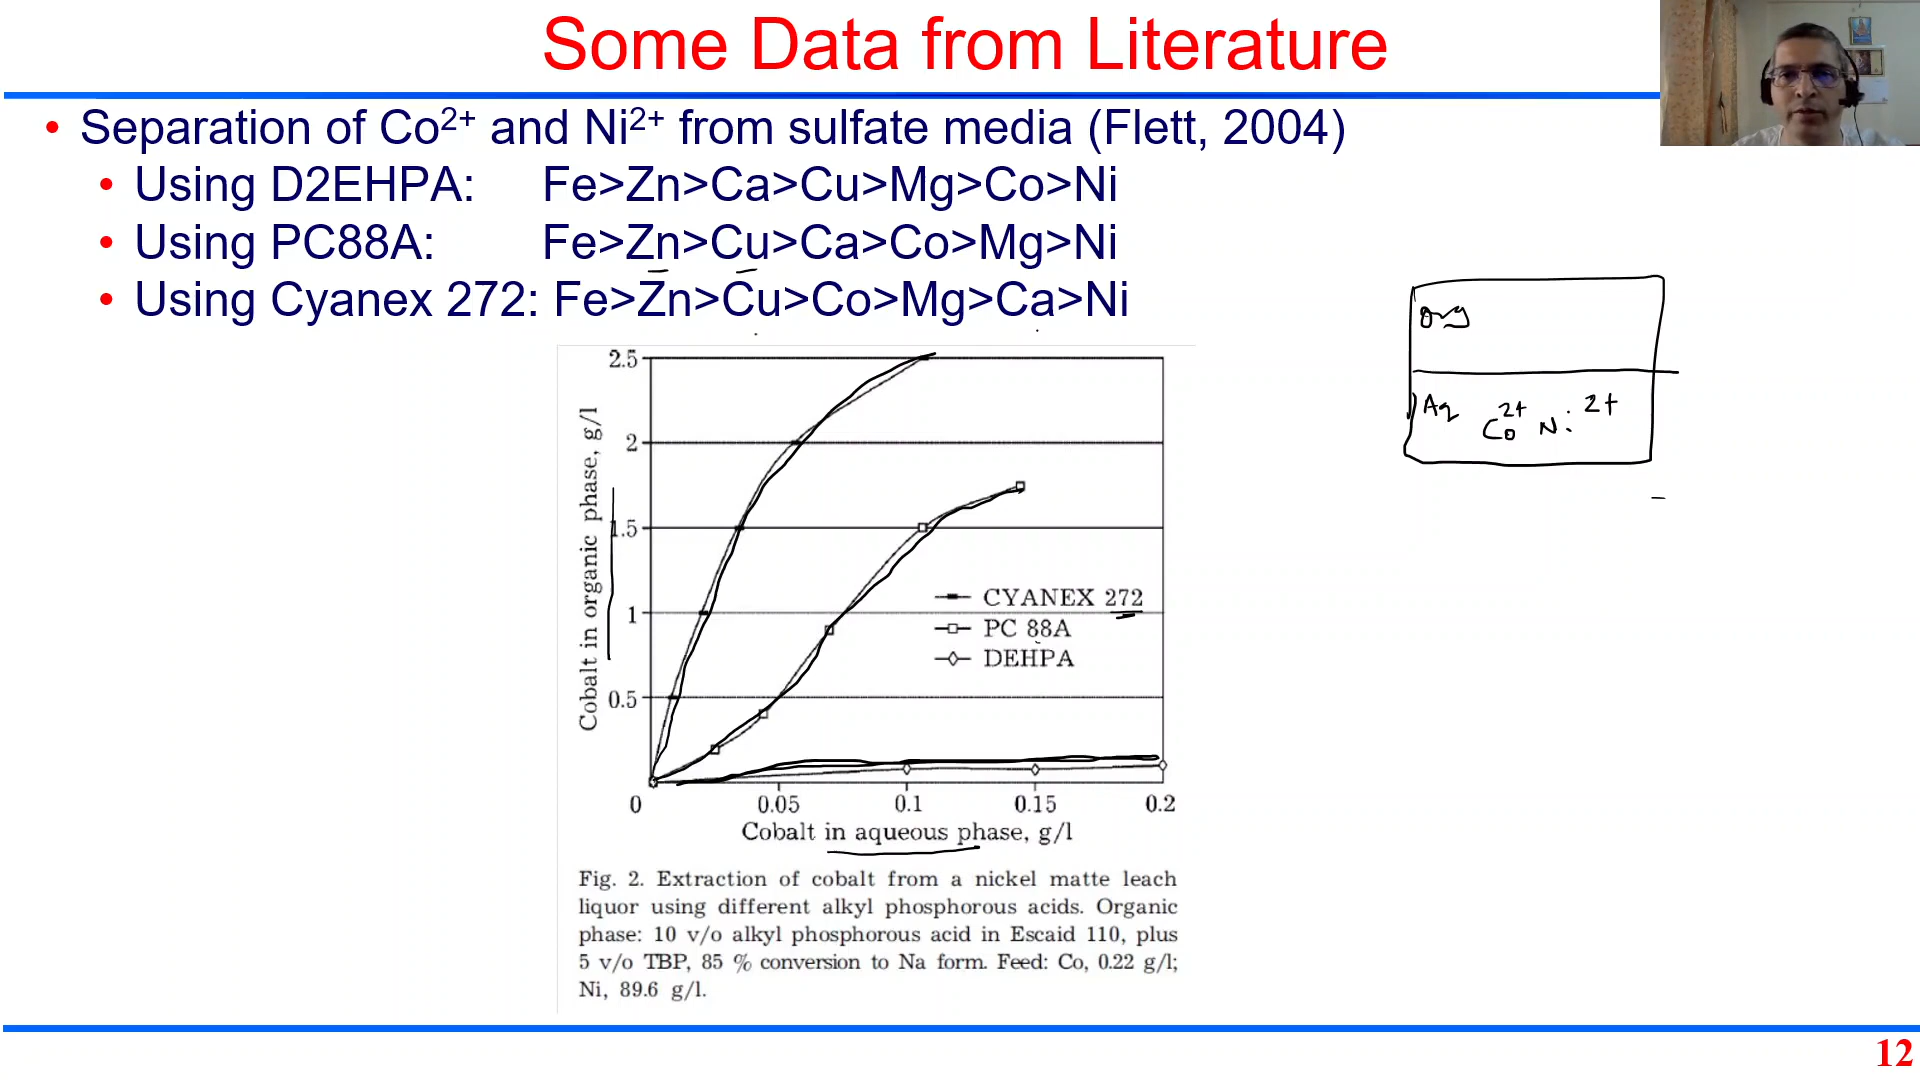 Some Data from Literature
• Separation of Co2+ and Ni2+ from sulfate media (Flett, 2004)
• Using D2EHPA: Fe>Zn>Ca>Cu>Mg>Co>Ni
• Using PC88A: Fe>Zn>Cu>Ca>Co>Mg>Ni
• Using Cyanex 272: Fe>Zn>Cu>Co>Mg>Ca>Ni
Org
Aq Co2+ Ni2+
Cobalt in organic phase, g/l
2.5
2
1.5
1
0.5
CYANEX 272
PC 88A
DEHPA
0 0.05 0.1 0.15 0.2
Cobalt in aqueous phase, g/l
Fig. 2. Extraction of cobalt from a nickel matte leach
liquor using different alkyl phosphorous acids. Organic
phase: 10 v/o alkyl phosphorous acid in Escaid 110, plus
5 v/o TBP, 85 % conversion to Na form. Feed: Co, 0.22 g/l;
Ni, 89.6 g/l.
12